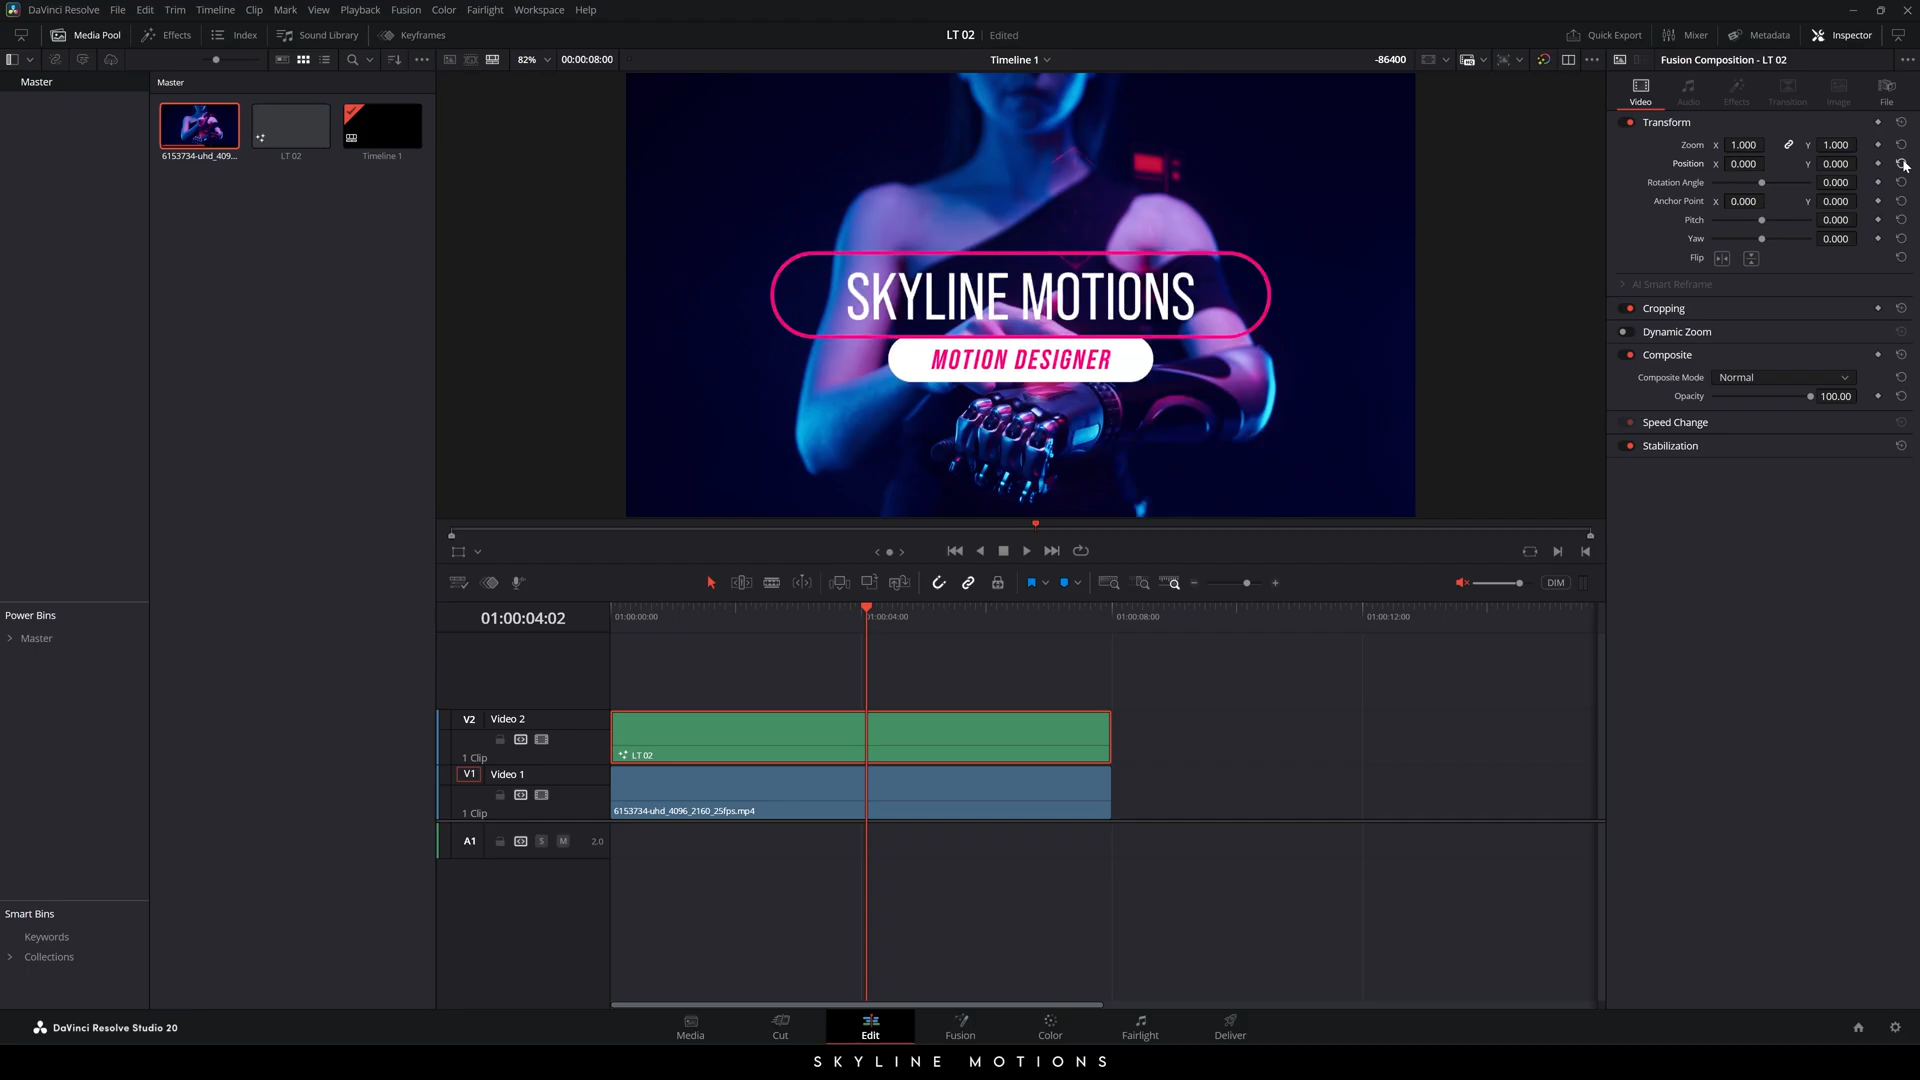 DaVinci Resolve File Edit Trim Timeline Clip Mark View Playback Fusion Color Fairlight Workspace Help
Media Pool Effects Index Sound Library Keyframes LT 02 Edited Quick Export Mixer Metadata Inspector
82% 00:00:08:00 Timeline 1 -86400 Fusion Composition - LT 02
Master
Master
6153734-uhd_409...
LT 02
Timeline 1
SKYLINE MOTIONS
MOTION DESIGNER
Video Audio Effects Transition Image File
Transform
Zoom X 1.000 Y 1.000
Position X 0.000 Y 0.000
Rotation Angle 0.000
Anchor Point X 0.000 Y 0.000
Pitch 0.000
Yaw 0.000
Flip
AI Smart Reframe
Cropping
Dynamic Zoom
Composite
Composite Mode Normal
Opacity 100.00
Speed Change
Stabilization
DIM
Power Bins
Master
Smart Bins
Keywords
Collections
01:00:04:02
01:00:00:00 01:00:04:00 01:00:08:00 01:00:12:00
V2 Video 2
1 Clip
LT 02
V1 Video 1
1 Clip
6153734-uhd_4096_2160_25fps.mp4
A1 S M 2.0
DaVinci Resolve Studio 20
Media Cut Edit Fusion Color Fairlight Deliver
SKYLINE MOTIONS